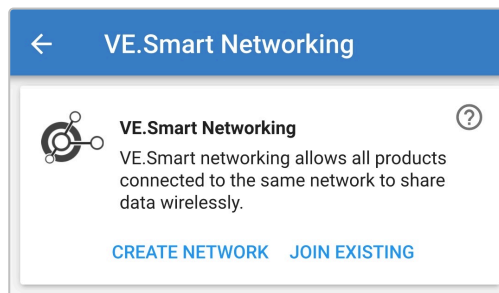 VE.Smart Networking
VE.Smart Networking
VE.Smart networking allows all products
connected to the same network to share
data wirelessly.
CREATE NETWORK JOIN EXISTING